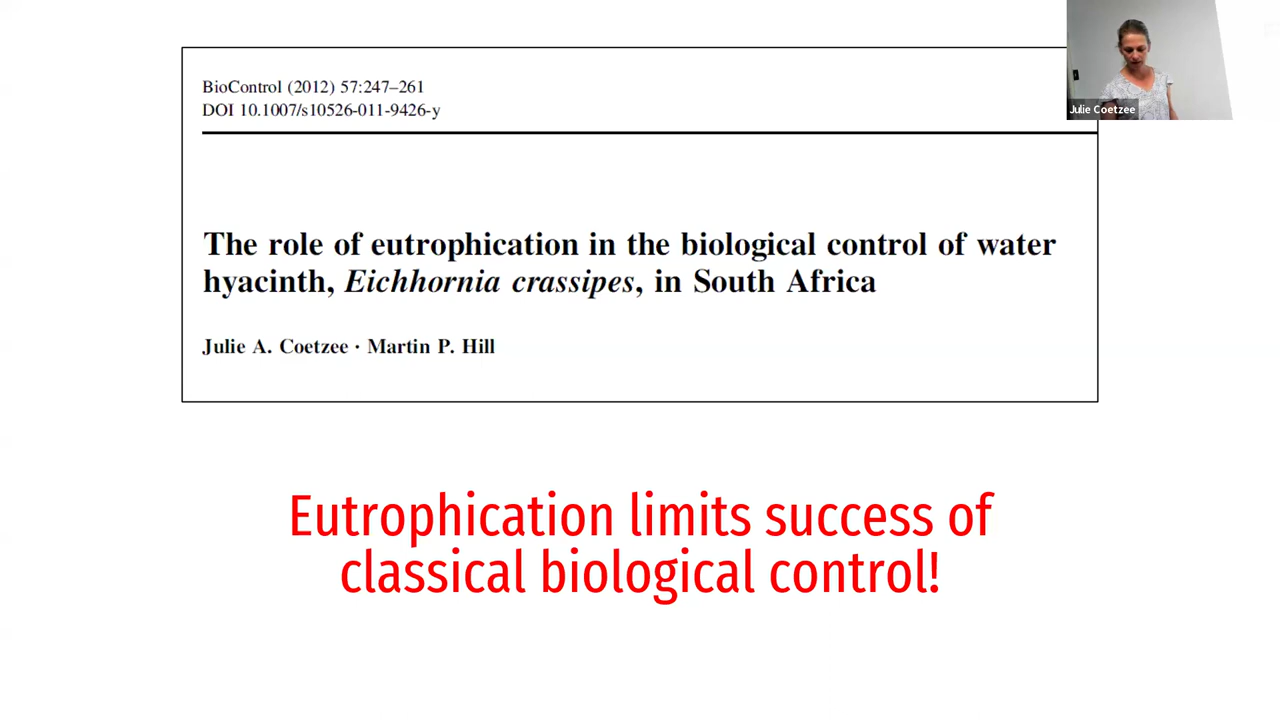 BioControl (2012) 57:247–261
DOI 10.1007/s10526-011-9426-y
Julie Coetzee
The role of eutrophication in the biological control of water
hyacinth, Eichhornia crassipes, in South Africa
Julie A. Coetzee · Martin P. Hill
Eutrophication limits success of
classical biological control!